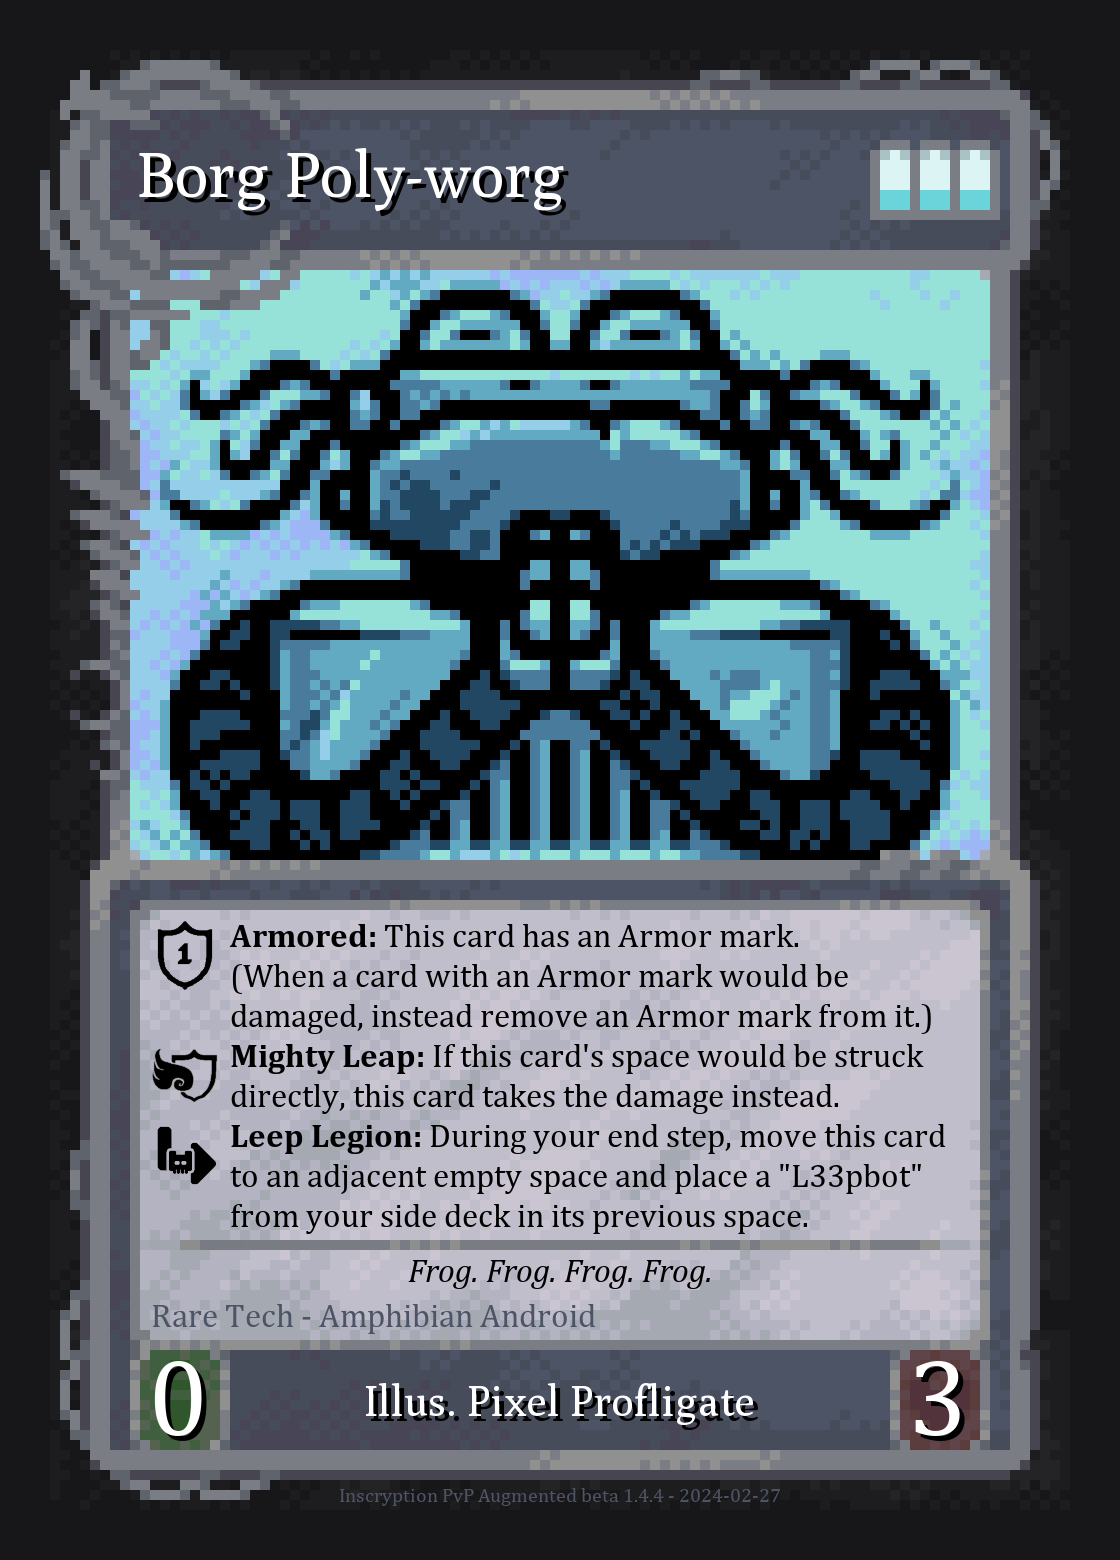 Borg Poly-worg
1
Armored: This card has an Armor mark.
(When a card with an Armor mark would be
damaged, instead remove an Armor mark from it.)
Mighty Leap: If this card's space would be struck
directly, this card takes the damage instead.
Leep Legion: During your end step, move this card
to an adjacent empty space and place a "L33pbot"
from your side deck in its previous space.
Frog. Frog. Frog. Frog.
Rare Tech - Amphibian Android
0 Illus. Pixel Profligate 3
Inscryption PvP Augmented beta 1.4.4 - 2024-02-27